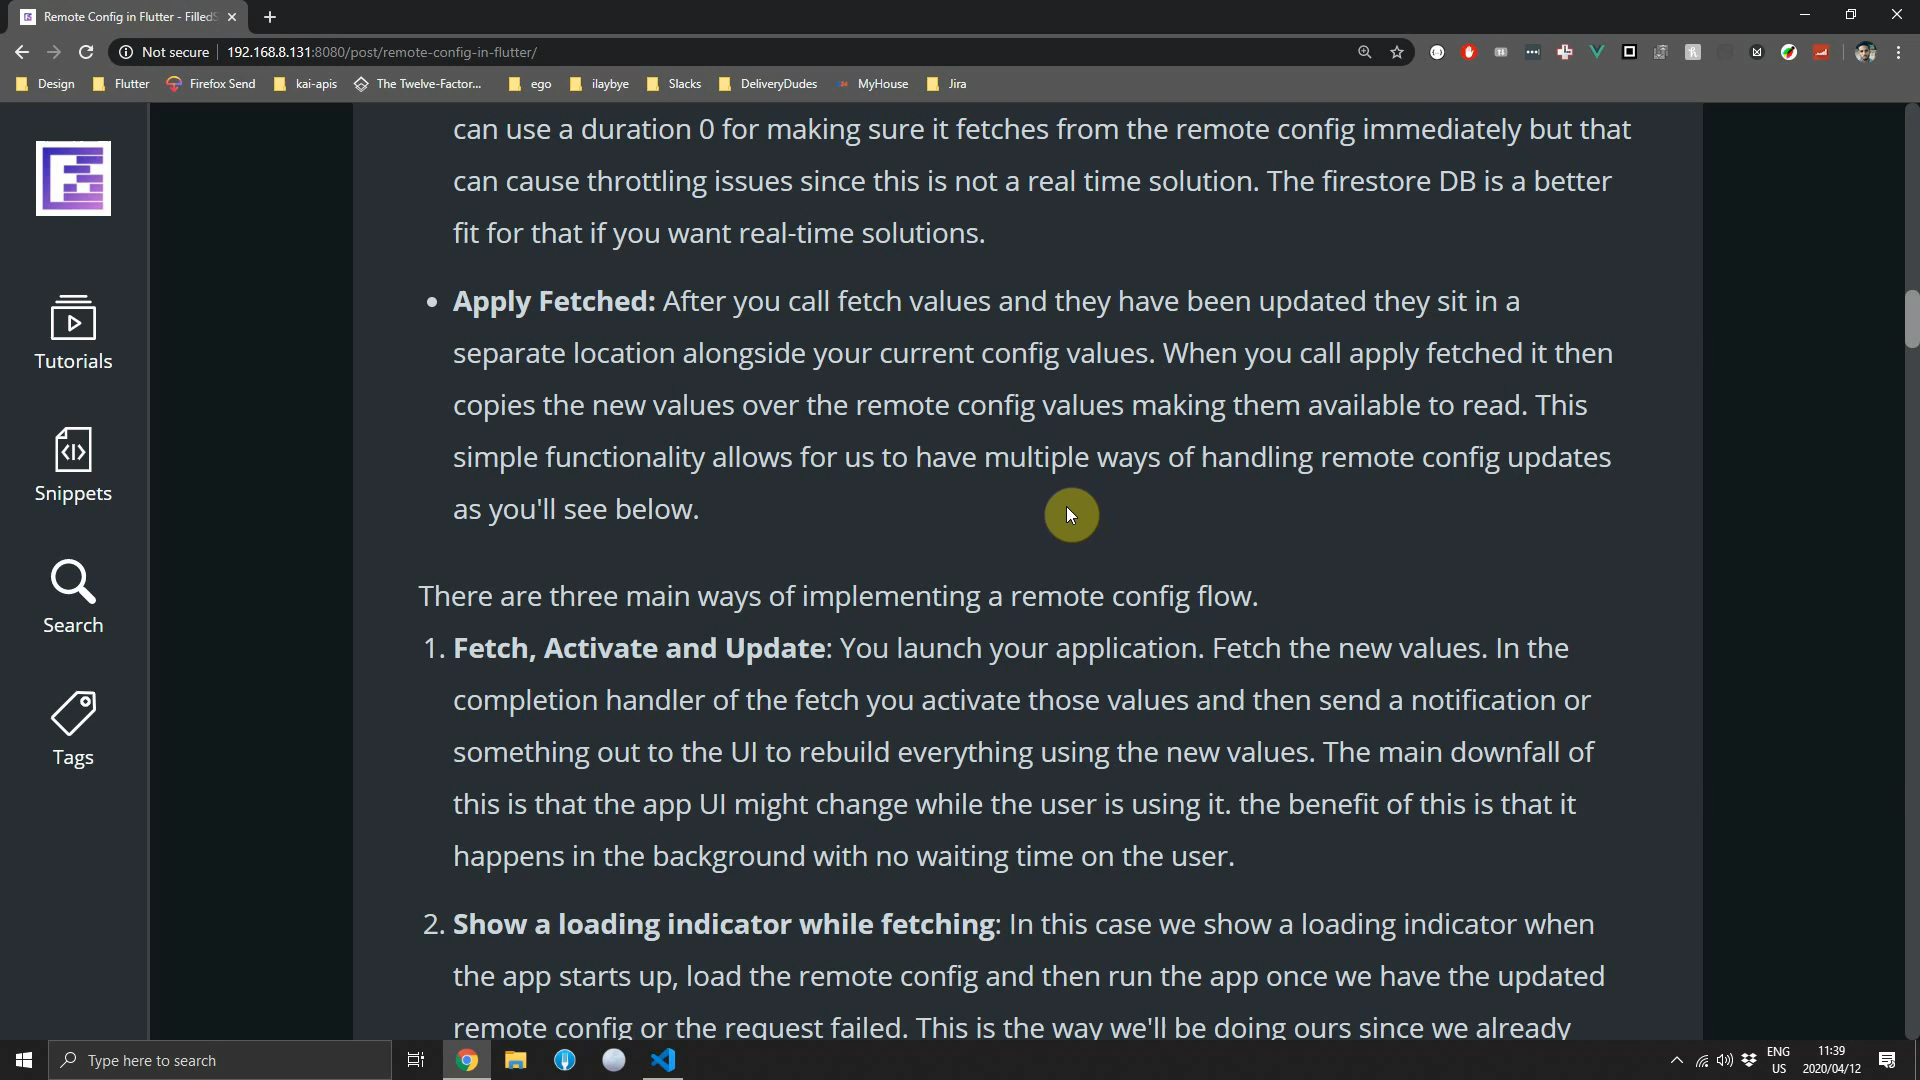 Remote Config in Flutter - FilledS
Not secure
192.168.8.131:8080/post/remote-config-in-flutter/
Design
Flutter
Firefox Send
kai-apis
The Twelve-Factor...
ego
ilaybye
Slacks
DeliveryDudes
MyHouse
Jira
can use a duration 0 for making sure it fetches from the remote config immediately but that
can cause throttling issues since this is not a real time solution. The firestore DB is a better
fit for that if you want real-time solutions.
• Apply Fetched: After you call fetch values and they have been updated they sit in a
separate location alongside your current config values. When you call apply fetched it then
copies the new values over the remote config values making them available to read. This
simple functionality allows for us to have multiple ways of handling remote config updates
as you'll see below.
There are three main ways of implementing a remote config flow.
1. Fetch, Activate and Update: You launch your application. Fetch the new values. In the
completion handler of the fetch you activate those values and then send a notification or
something out to the UI to rebuild everything using the new values. The main downfall of
this is that the app UI might change while the user is using it. the benefit of this is that it
happens in the background with no waiting time on the user.
2. Show a loading indicator while fetching: In this case we show a loading indicator when
the app starts up, load the remote config and then run the app once we have the updated
remote config or the request failed. This is the way we'll be doing ours since we already
Tutorials
Snippets
Search
Tags
Type here to search
ENG
US
11:39
2020/04/12